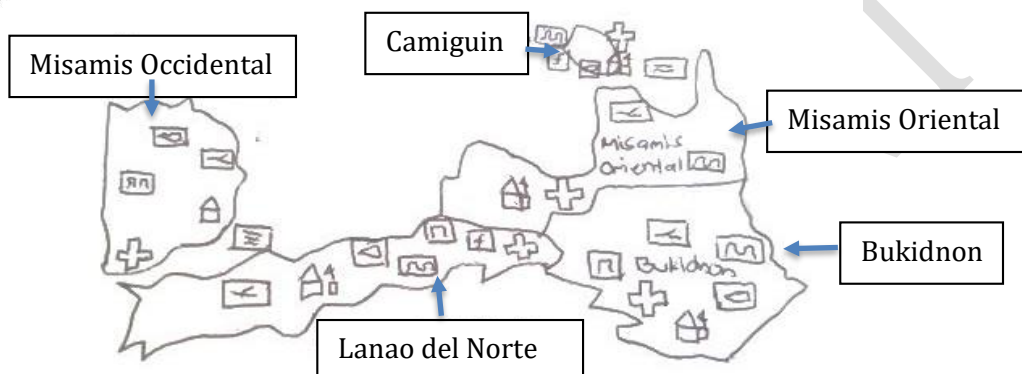 Camiguin
Misamis Occidental
Misamis Oriental
Misamis
Oriental
Bukidnon
Bukidnon
Lanao del Norte